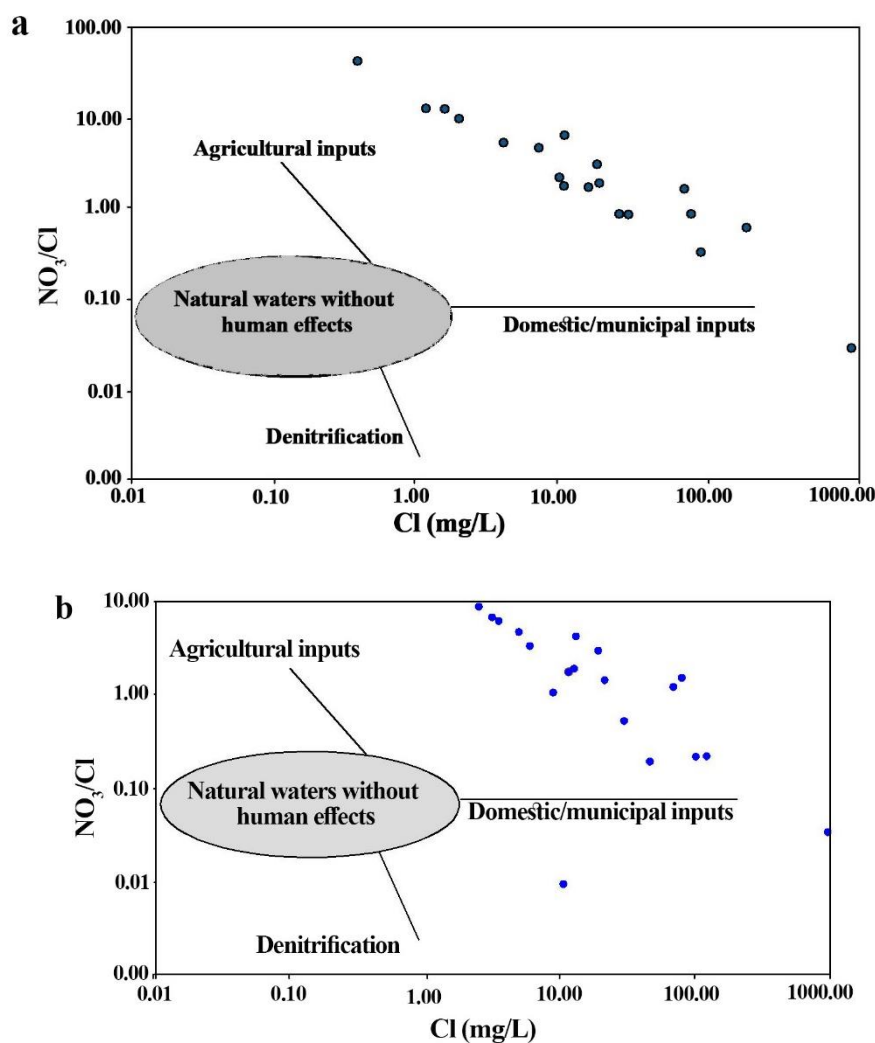 a
100.00
10.00
1.00
0.10
0.01
0.00
NO₃/Cl
Agricultural inputs
Natural waters without
human effects
Domestic/municipal inputs
Denitrification
0.01
0.10
1.00
10.00
100.00
1000.00
Cl (mg/L)
b
10.00
1.00
0.10
0.01
0.00
NO₃/Cl
Agricultural inputs
Natural waters without
human effects
Domestic/municipal inputs
Denitrification
0.01
0.10
1.00
10.00
100.00
1000.00
Cl (mg/L)